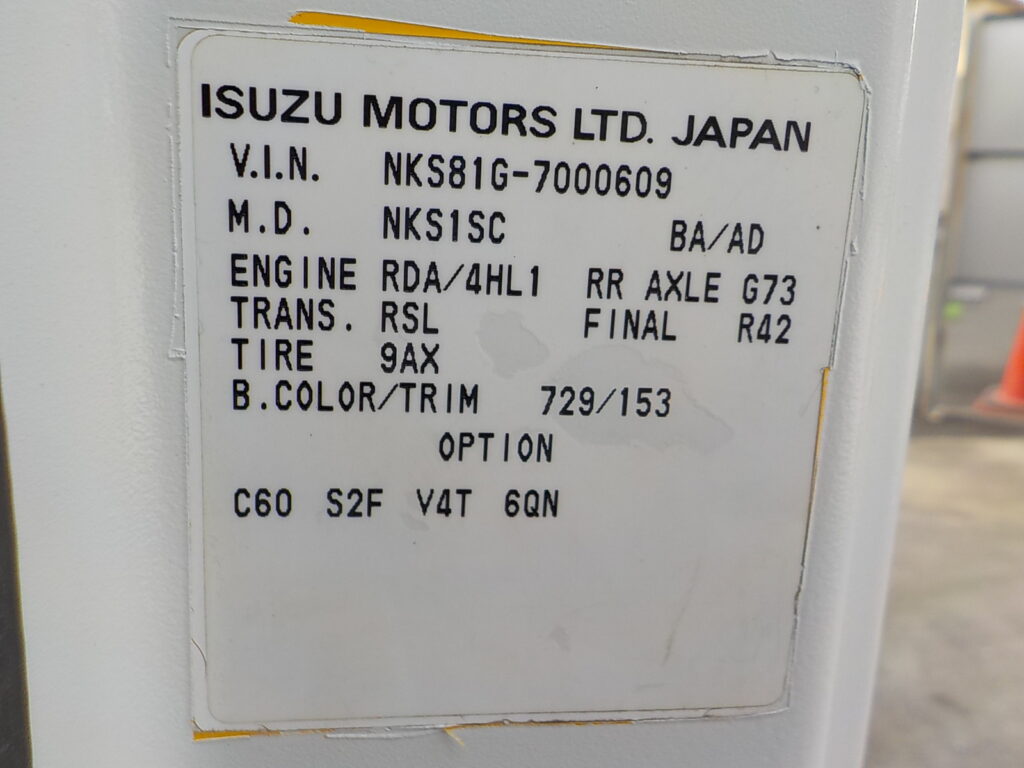 ISUZU MOTORS LTD. JAPAN
V.I.N. NKS81G-7000609
M.D. NKS1SC BA/AD
ENGINE RDA/4HL1 RR AXLE G73
TRANS. RSL FINAL R42
TIRE 9AX
B.COLOR/TRIM 729/153
OPTION
C60 S2F V4T 6QN